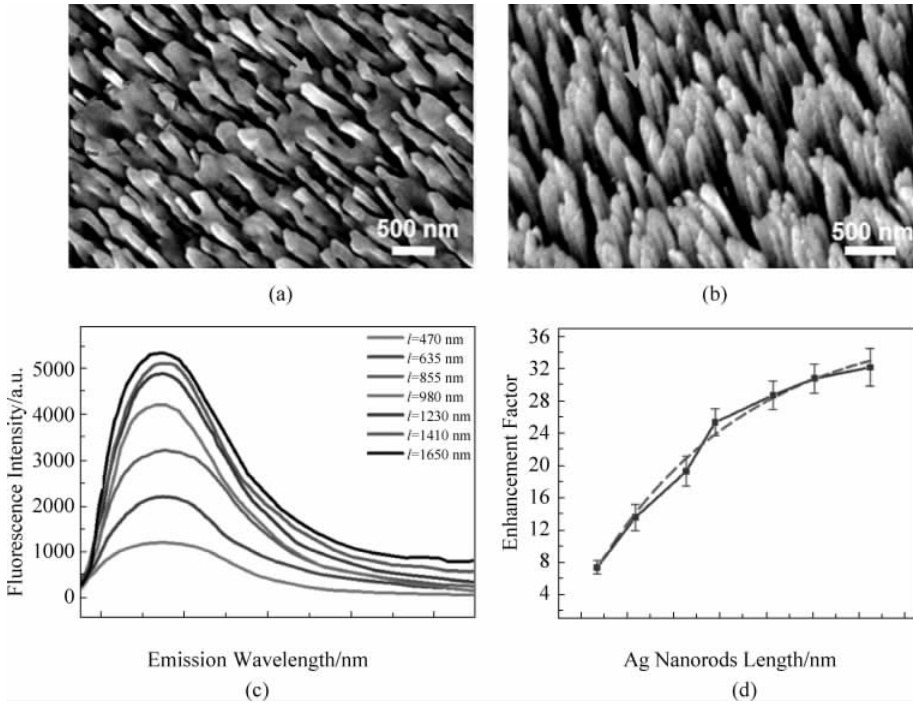 500 nm
500 nm
(a)
(b)
Fluorescence Intensity/a.u.
5000
4000
3000
2000
1000
0
l=470 nm
l=635 nm
l=855 nm
l=980 nm
l=1230 nm
l=1410 nm
l=1650 nm
Emission Wavelength/nm
(c)
Enhancement Factor
36
32
28
24
20
16
12
8
4
Ag Nanorods Length/nm
(d)